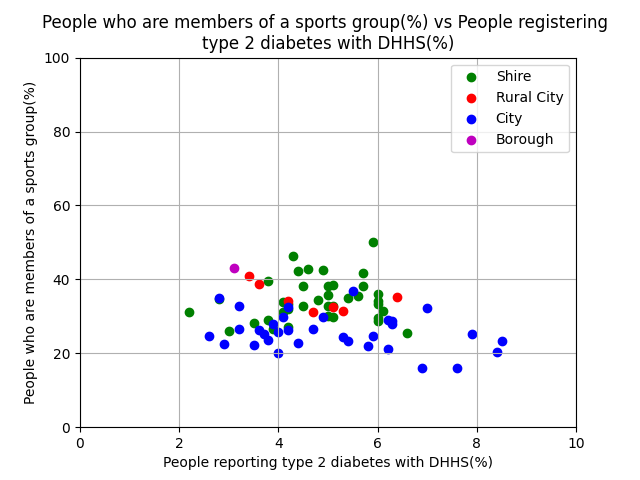 People who are members of a sports group(%) vs People registering
type 2 diabetes with DHHS(%)
100
80
60
40
20
0
People who are members of a sports group(%)
Shire
Rural City
City
Borough
0 2 4 6 8 10
People reporting type 2 diabetes with DHHS(%)